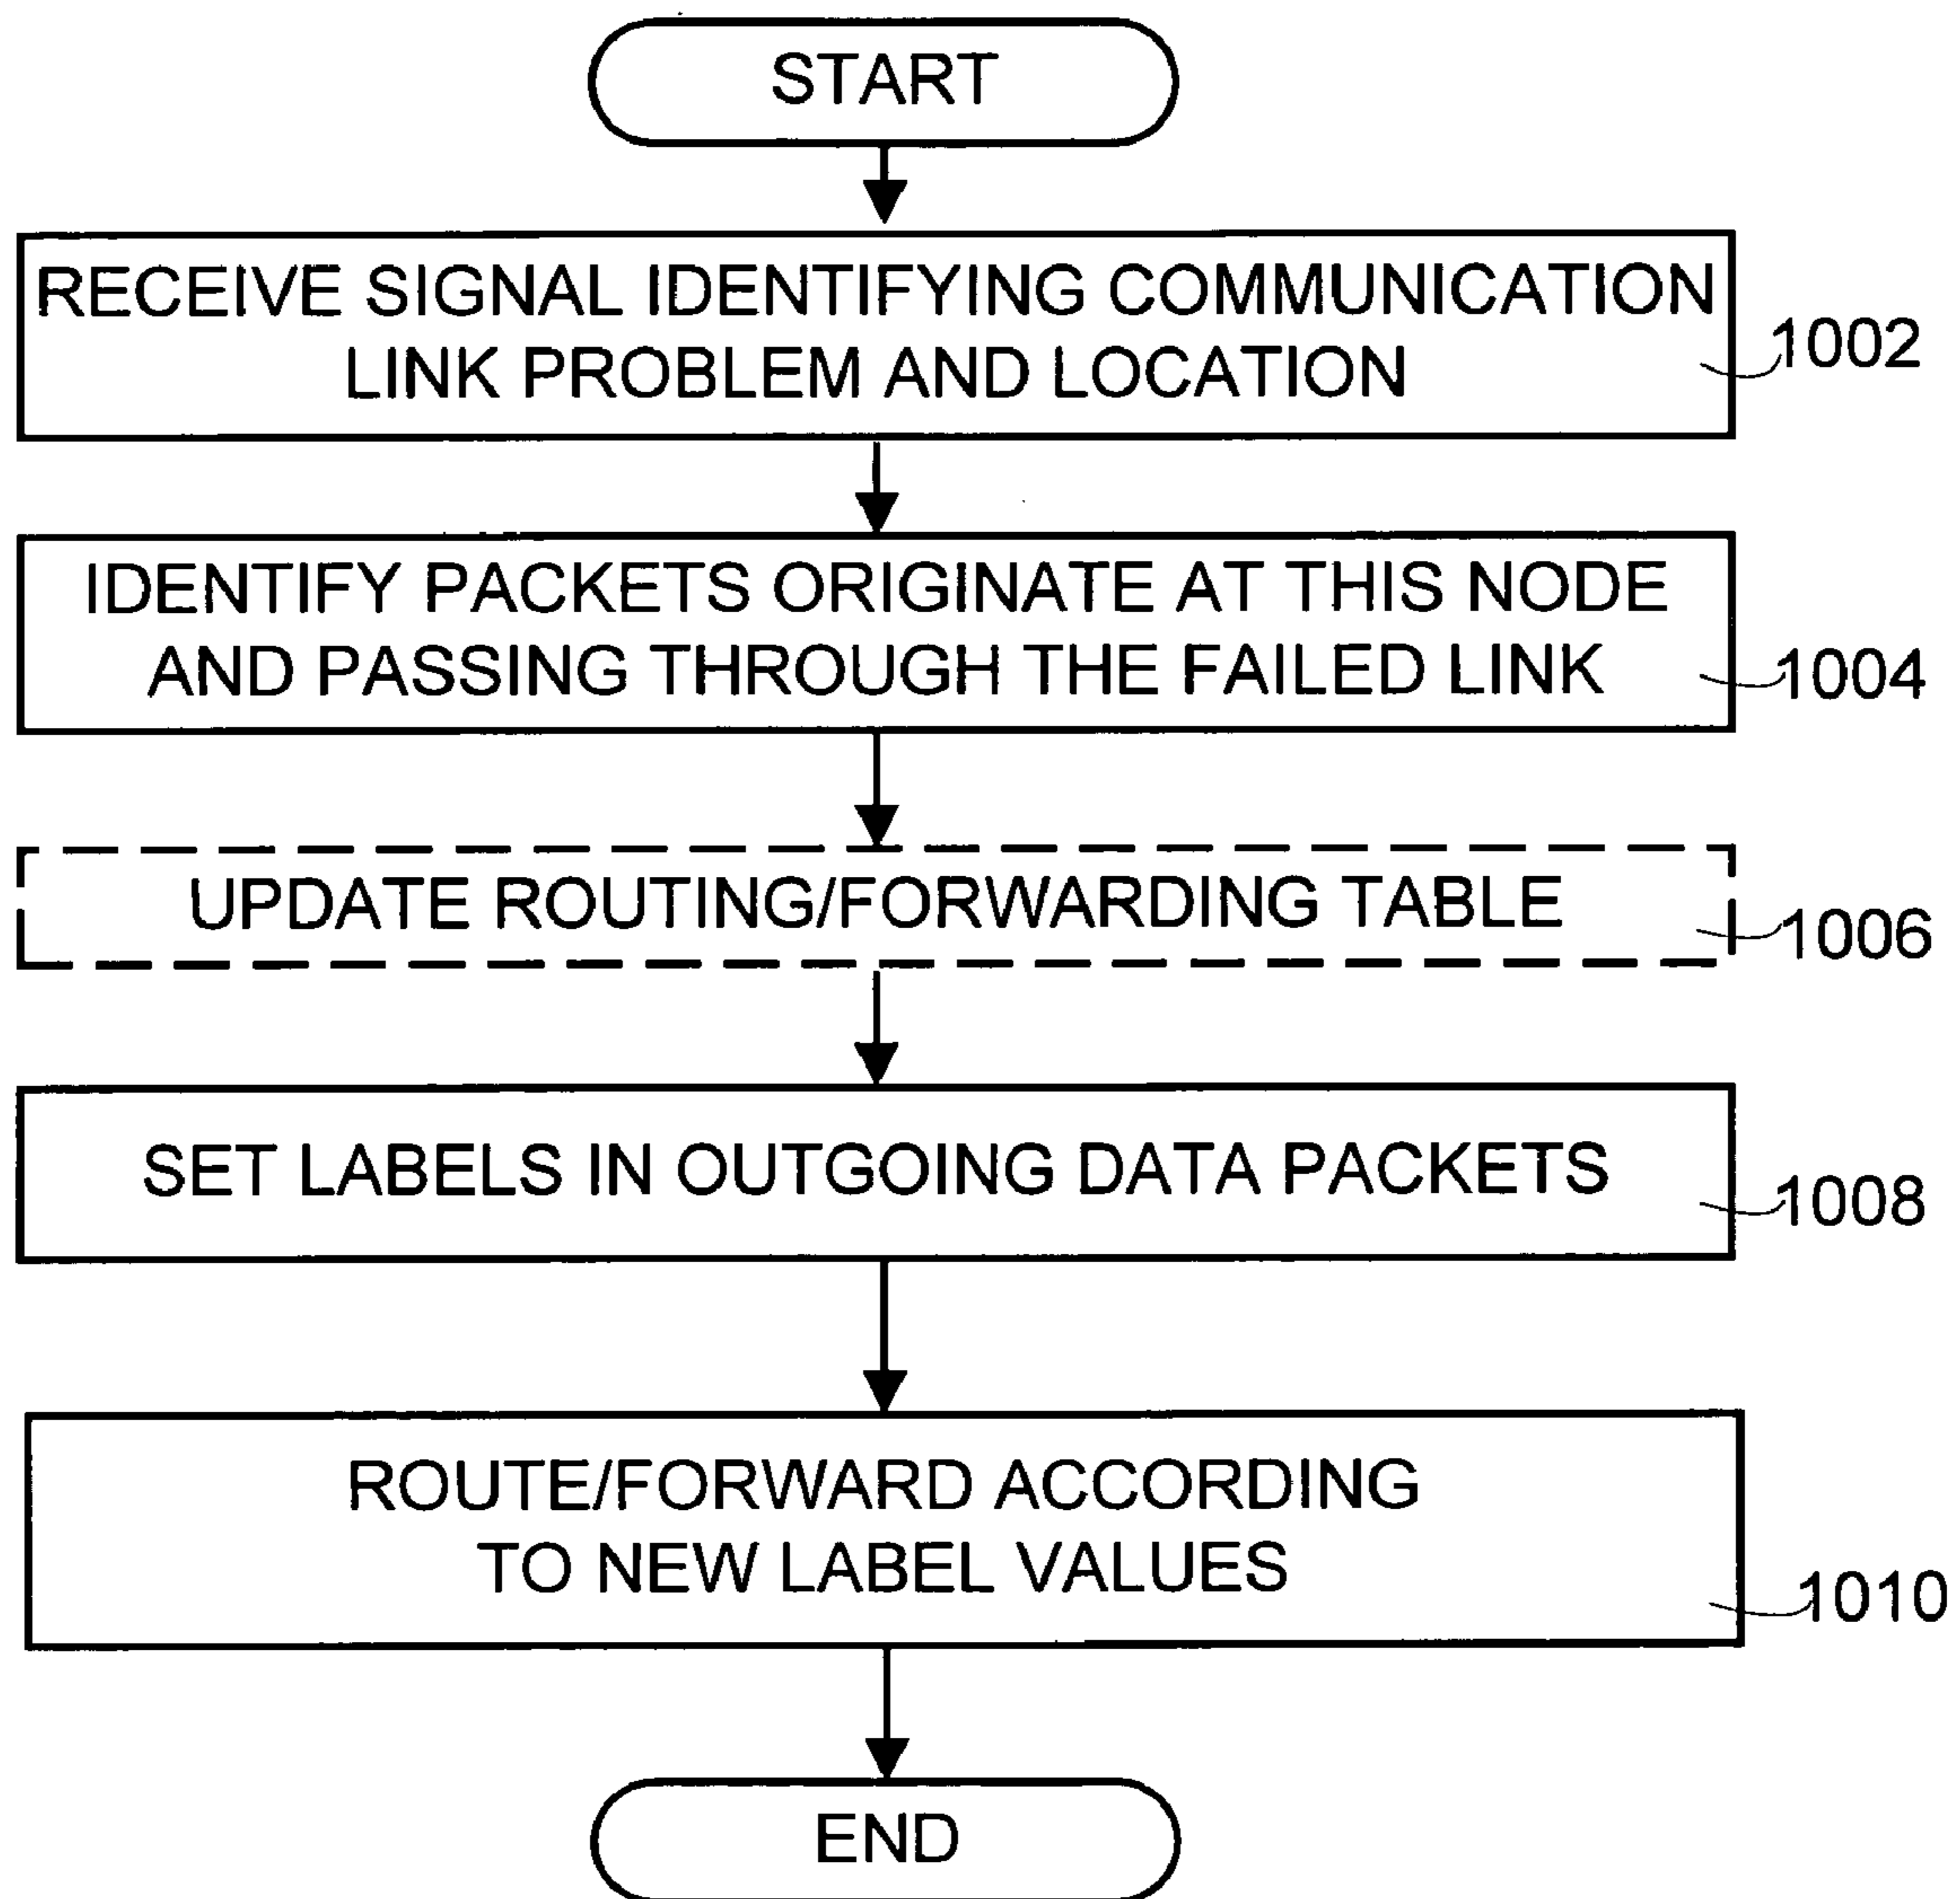 START
RECEIVE SIGNAL IDENTIFYING COMMUNICATION
LINK PROBLEM AND LOCATION
1002
IDENTIFY PACKETS ORIGINATE AT THIS NODE
AND PASSING THROUGH THE FAILED LINK
1004
UPDATE ROUTING/FORWARDING TABLE
1006
SET LABELS IN OUTGOING DATA PACKETS
1008
ROUTE/FORWARD ACCORDING
TO NEW LABEL VALUES
1010
END